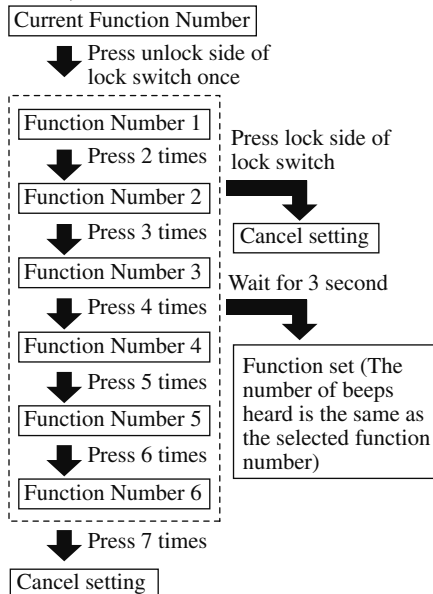 Current Function Number
Press unlock side of
lock switch once
Function Number 1
Press 2 times
Function Number 2
Press 3 times
Function Number 3
Press 4 times
Function Number 4
Press 5 times
Function Number 5
Press 6 times
Function Number 6
Press 7 times
Cancel setting
Press lock side of
lock switch
Cancel setting
Wait for 3 second
Function set (The
number of beeps
heard is the same as
the selected function
number)